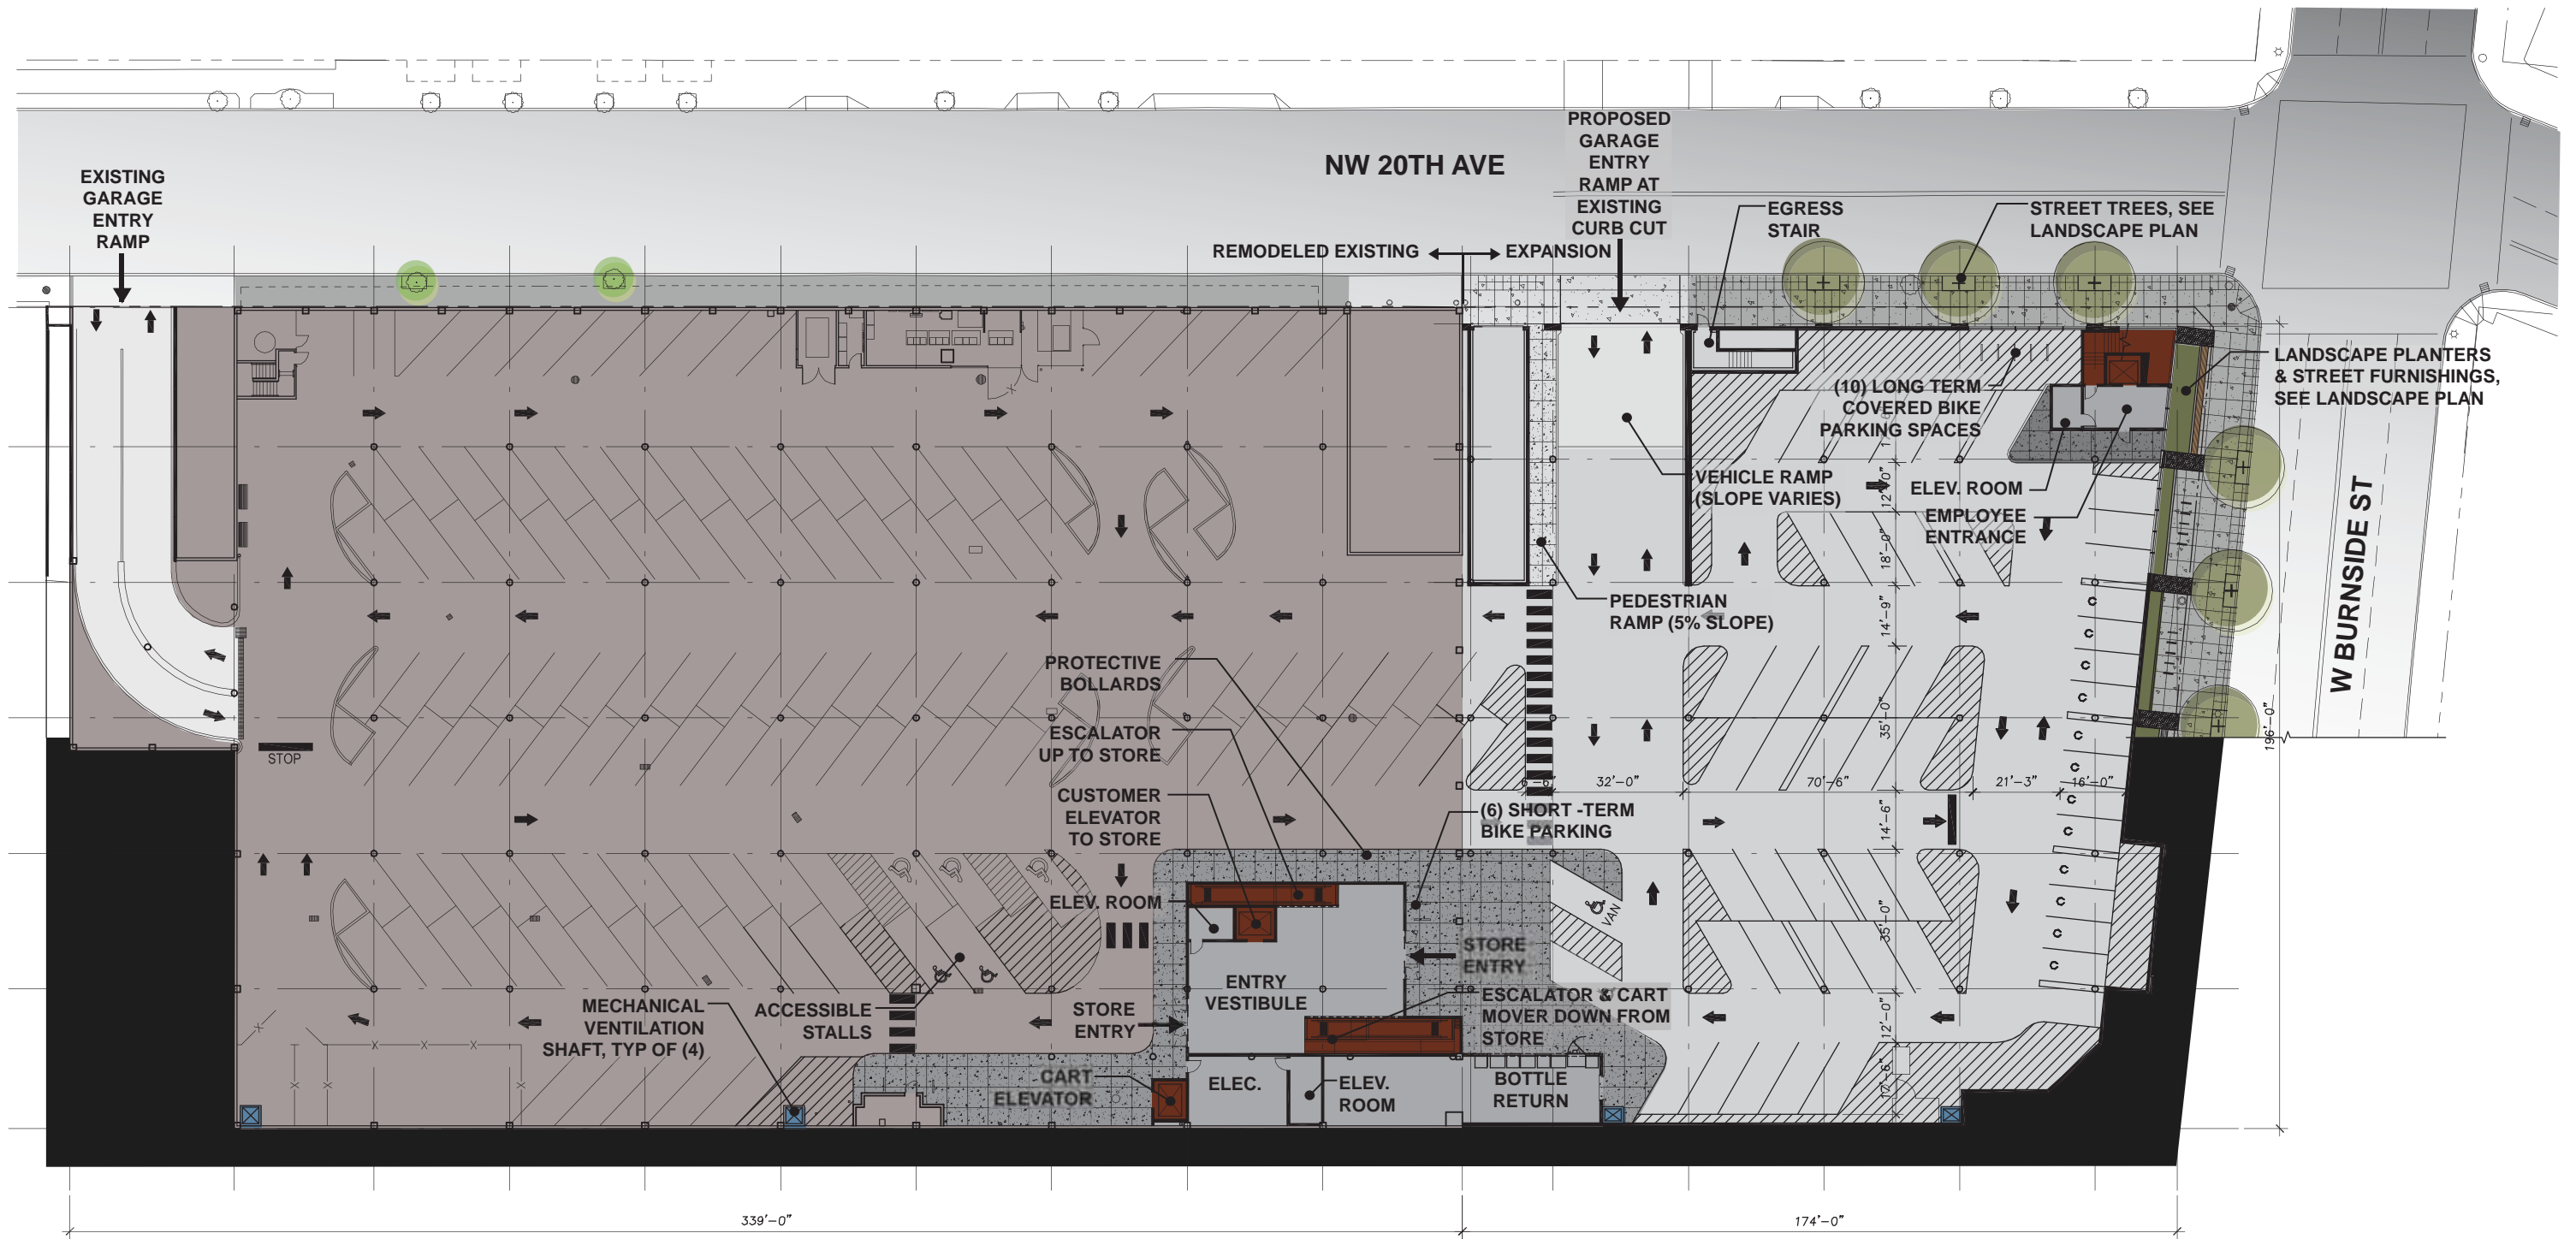 NW 20TH AVE
PROPOSED
GARAGE
ENTRY
RAMP AT
EXISTING
CURB CUT
EXISTING
GARAGE
ENTRY
RAMP
REMODELED EXISTING
EXPANSION
EGRESS
STAIR
STREET TREES, SEE
LANDSCAPE PLAN
LANDSCAPE PLANTERS
& STREET FURNISHINGS,
SEE LANDSCAPE PLAN
(10) LONG TERM
COVERED BIKE
PARKING SPACES
VEHICLE RAMP
(SLOPE VARIES)
ELEV. ROOM
EMPLOYEE
ENTRANCE
12'-0"
18'-0"
14'-9"
35'-0"
14'-6"
35'-0"
12'-0"
W BURNSIDE ST
PEDESTRIAN
RAMP (5% SLOPE)
PROTECTIVE
BOLLARDS
ESCALATOR
UP TO STORE
CUSTOMER
ELEVATOR
TO STORE
STOP
32'-0"
70'-6"
21'-3"
16'-0"
196'-0"
C
C
C
C
C
C
C
C
C
C
C
C
(6) SHORT -TERM
BIKE PARKING
ELEV. ROOM
VAN
STORE
ENTRY
ENTRY
VESTIBULE
ESCALATOR & CART
MOVER DOWN FROM
STORE
MECHANICAL
VENTILATION
SHAFT, TYP OF (4)
ACCESSIBLE
STALLS
STORE
ENTRY
CART
ELEVATOR
ELEC.
ELEV.
ROOM
BOTTLE
RETURN
339'-0"
174'-0"